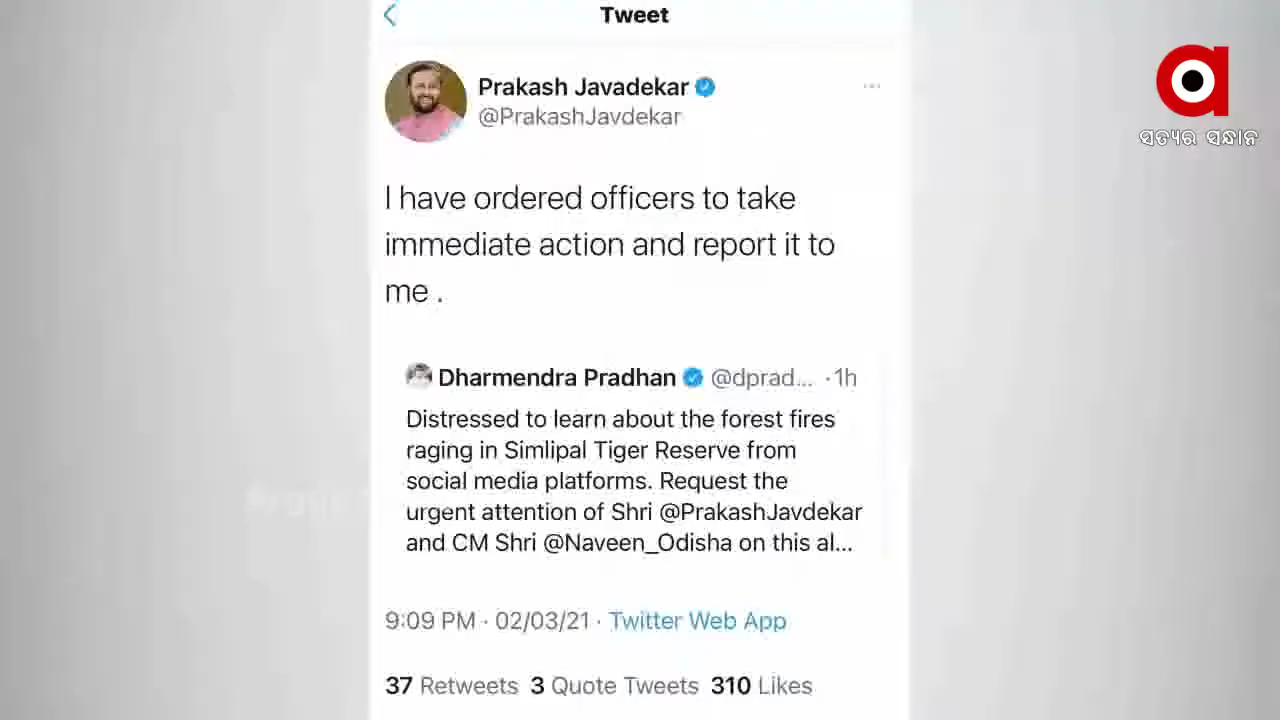 Tweet
Prakash Javadekar
@PrakashJavdekar
ସତ୍ୟର ସନ୍ଧାନ
I have ordered officers to take
immediate action and report it to
me .
Dharmendra Pradhan @dprad... · 1h
Distressed to learn about the forest fires
raging in Simlipal Tiger Reserve from
social media platforms. Request the
urgent attention of Shri @PrakashJavdekar
and CM Shri @Naveen_Odisha on this al...
9:09 PM · 02/03/21 · Twitter Web App
37 Retweets 3 Quote Tweets 310 Likes